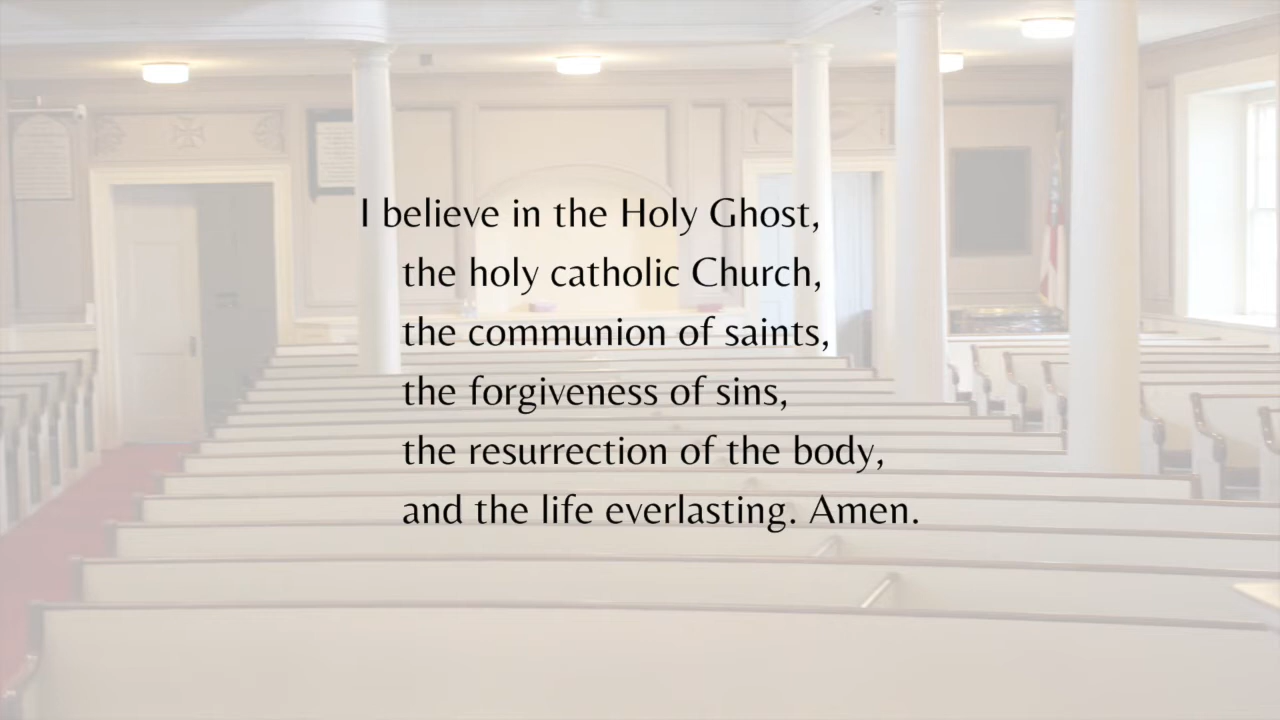 I believe in the Holy Ghost,
the holy catholic Church,
the communion of saints,
the forgiveness of sins,
the resurrection of the body,
and the life everlasting. Amen.